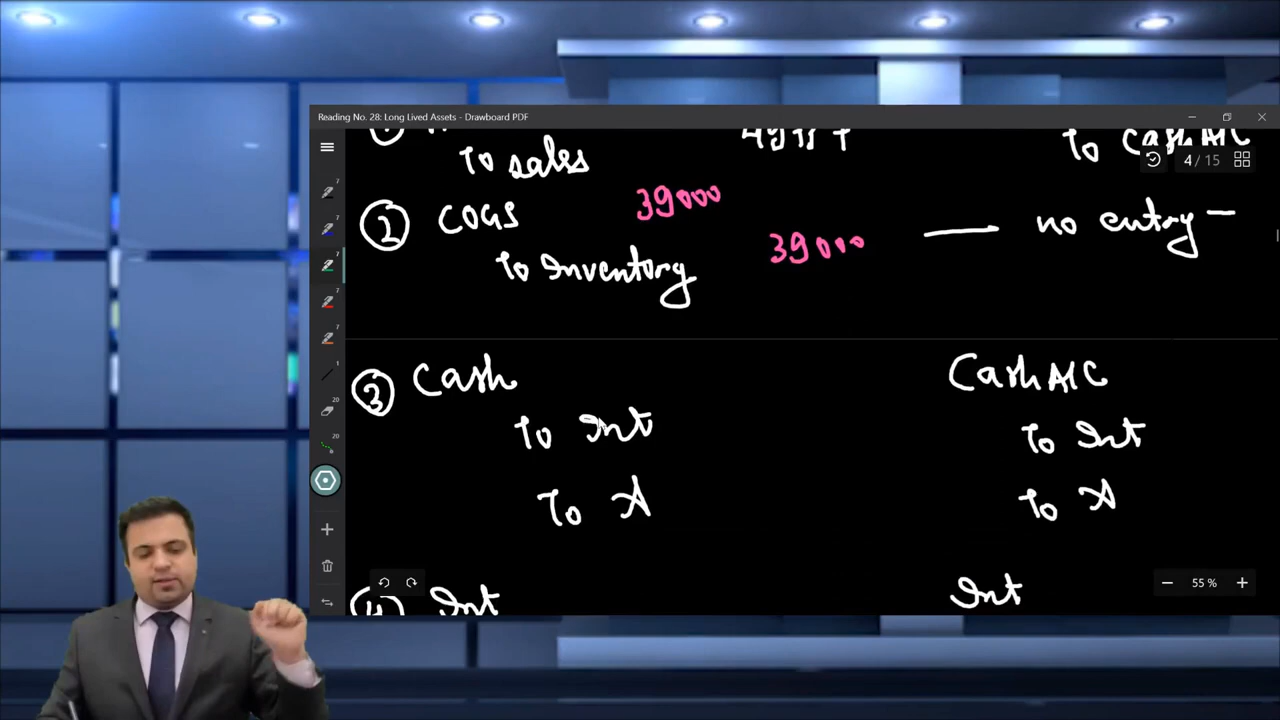 Reading No. 28: Long Lived Assets - Drawboard PDF
4 / 15
To sales
To Cash A/C
② COGS 39000
To Inventory 39000
— no entry —
③ Cash
To Int
To A
Cash A/C
To Int
To A
(4) Int
Int
55 %